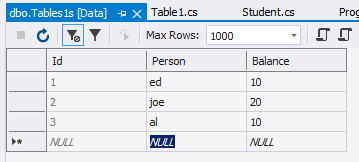 dbo.Tables1s [Data] Table1.cs Student.cs
Max Rows: 1000
Id Person Balance
1 ed 10
2 joe 20
3 al 10
NULL NULL NULL